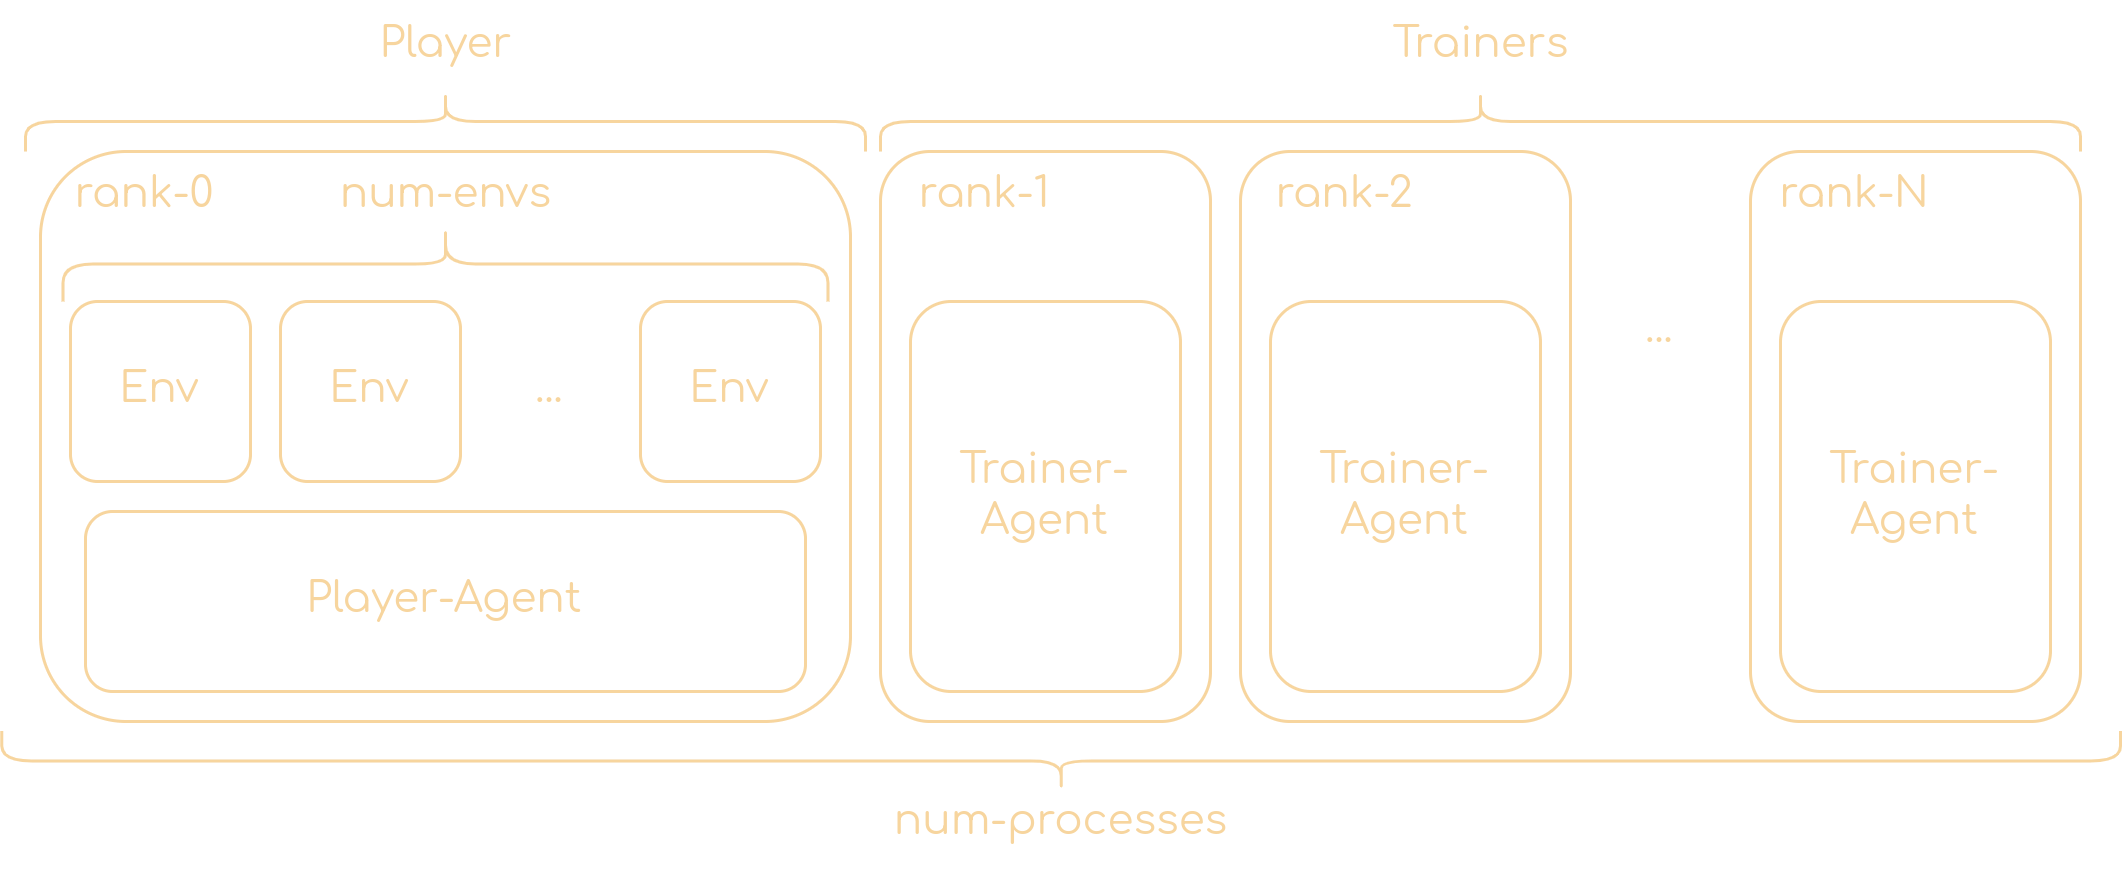 Player
Trainers
rank-0
num-envs
rank-1
rank-2
rank-N
Env
Env
...
Env
...
Trainer-
Agent
Trainer-
Agent
Trainer-
Agent
Player-Agent
num-processes